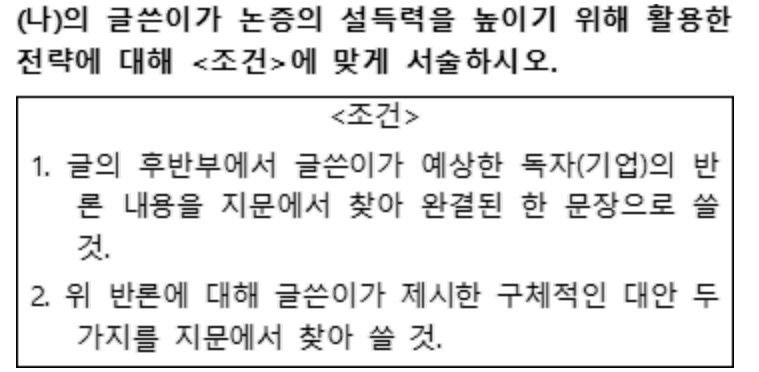 (나)의 글쓴이가 논증의 설득력을 높이기 위해 활용한
전략에 대해 <조건>에 맞게 서술하시오.
<조건>
1. 글의 후반부에서 글쓴이가 예상한 독자(기업)의 반
론 내용을 지문에서 찾아 완결된 한 문장으로 쓸
것.
2. 위 반론에 대해 글쓴이가 제시한 구체적인 대안 두
가지를 지문에서 찾아 쓸 것.